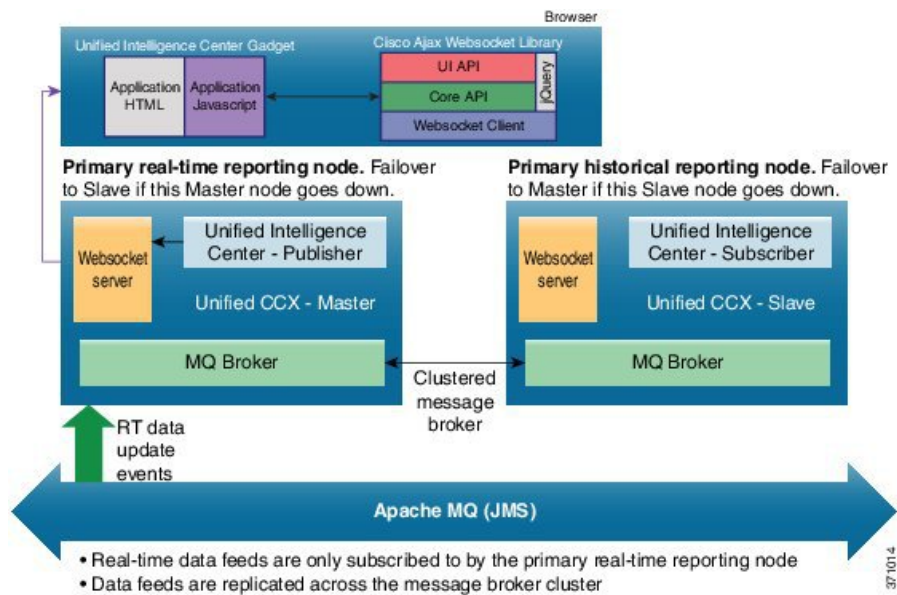 Browser
Unified Intelligence Center Gadget
Cisco Ajax Websocket Library
Application
HTML
Application
Javascript
UI API
Core API
jQuery
Websocket Client
Primary real-time reporting node. Failover
to Slave if this Master node goes down.
Primary historical reporting node. Failover
to Master if this Slave node goes down.
Websocket
server
Unified Intelligence
Center - Publisher
Unified CCX - Master
MQ Broker
Websocket
server
Unified Intelligence
Center - Subscriber
Unified CCX - Slave
MQ Broker
Clustered
message
broker
RT data
update
events
Apache MQ (JMS)
• Real-time data feeds are only subscribed to by the primary real-time reporting node
• Data feeds are replicated across the message broker cluster
371014